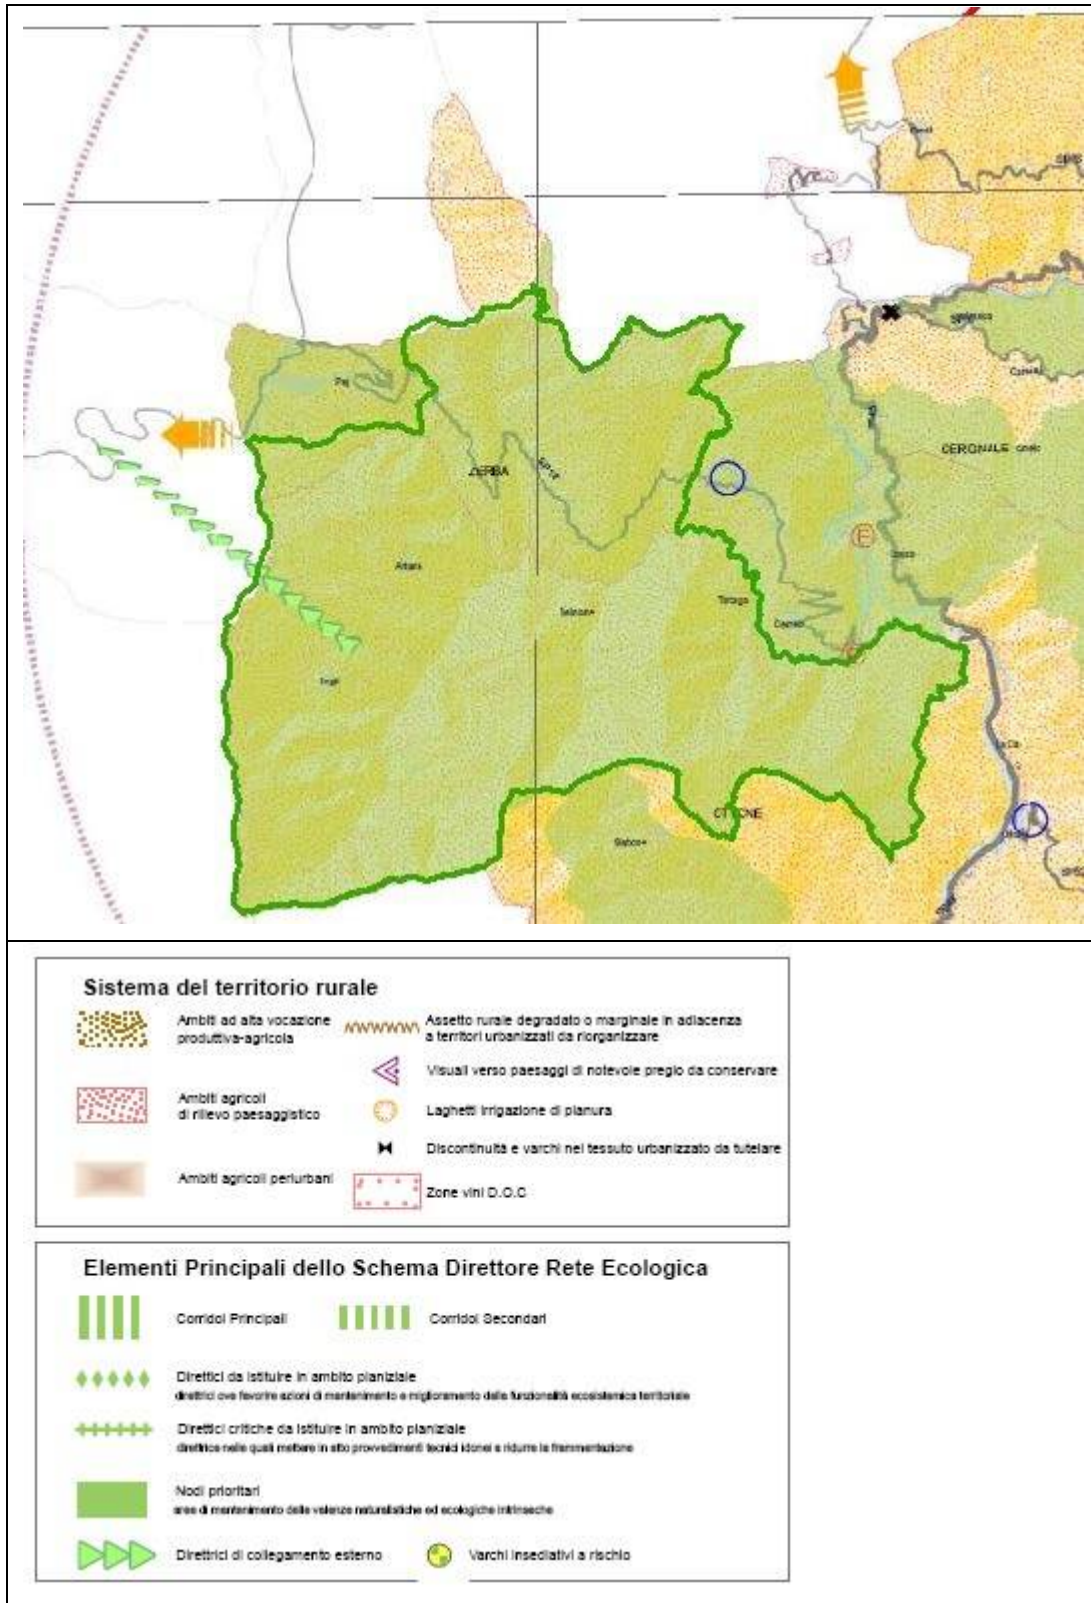 ZERBA
CERIGNALE
Sistema del territorio rurale
Ambiti ad alta vocazione
produttiva-agricola
Assetto rurale degradato o marginale in adiacenza
a territori urbanizzati da riorganizzare
Visuali verso paesaggi di notevole pregio da conservare
Ambiti agricoli
di rilievo paesaggistico
Laghetti irrigazione di pianura
Discontinuità e varchi nel tessuto urbanizzato da tutelare
Ambiti agricoli periurbani
Zone vini D.O.C
Elementi Principali dello Schema Direttore Rete Ecologica
Corridoi Principali
Corridoi Secondari
Direttici da istituire in ambito planiziale
direttrici ove favorire azioni di mantenimento e miglioramento della funzionalità ecosistemica territoriale
Direttici critiche da istituire in ambito planiziale
direttrice nelle quali mettere in atto provvedimenti tecnici idonei a ridurre la frammentazione
Nodi prioritari
aree di mantenimento delle valenze naturalistiche ed ecologiche intrinseche
Direttrici di collegamento esterno
Varchi insediativi a rischio